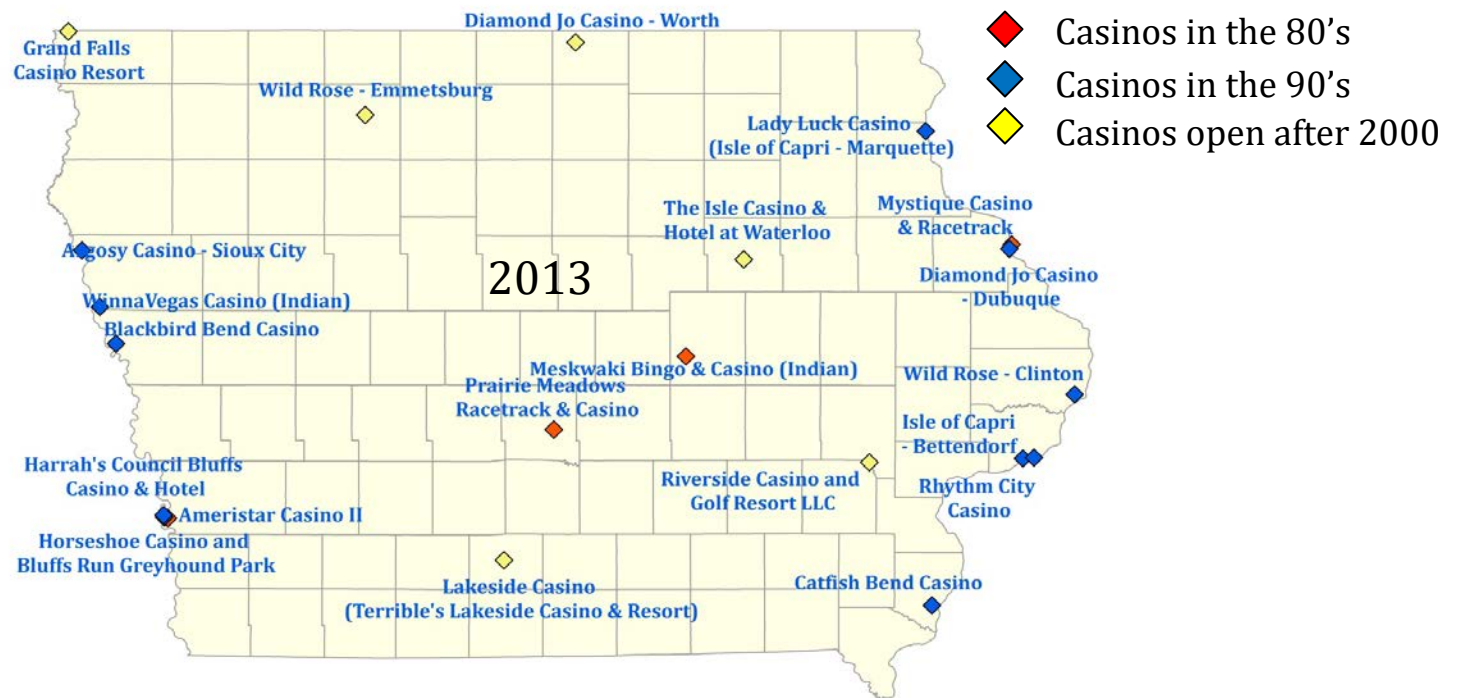 Diamond Jo Casino - Worth
Grand Falls
Casino Resort
Wild Rose - Emmetsburg
Lady Luck Casino
(Isle of Capri - Marquette)
The Isle Casino &
Hotel at Waterloo
Mystique Casino
& Racetrack
Argosy Casino - Sioux City
2013
Diamond Jo Casino
- Dubuque
WinnaVegas Casino (Indian)
Blackbird Bend Casino
Meskwaki Bingo & Casino (Indian)
Prairie Meadows
Racetrack & Casino
Wild Rose - Clinton
Isle of Capri
- Bettendorf
Harrah's Council Bluffs
Casino & Hotel
Riverside Casino and
Golf Resort LLC
Rhythm City
Casino
Ameristar Casino II
Horseshoe Casino and
Bluffs Run Greyhound Park
Lakeside Casino
(Terrible's Lakeside Casino & Resort)
Catfish Bend Casino
Casinos in the 80's
Casinos in the 90's
Casinos open after 2000